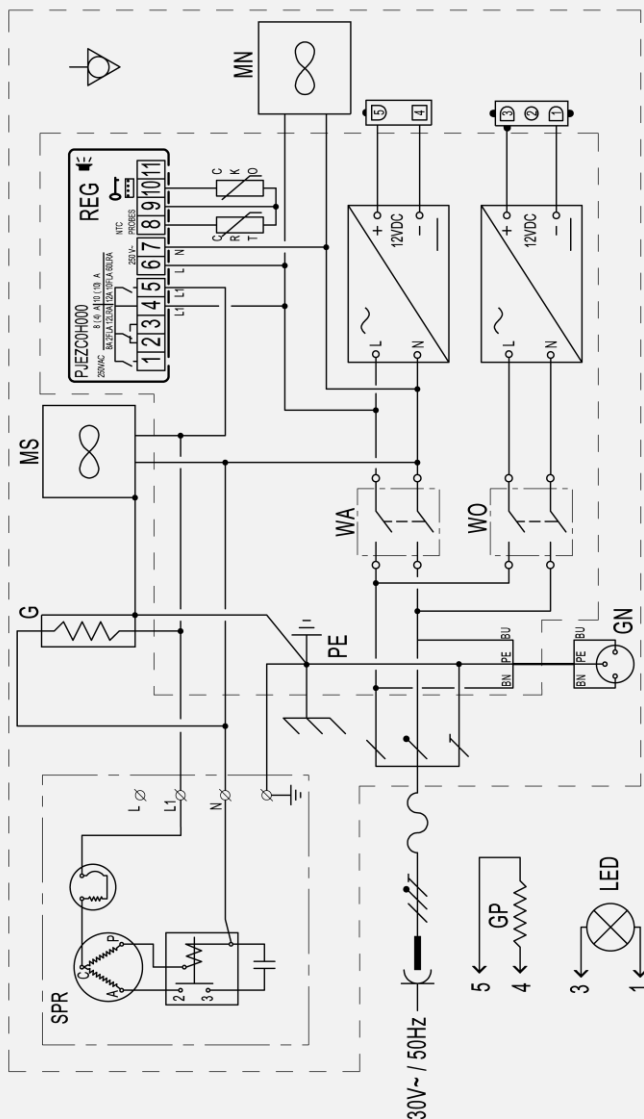 SPR
C
A
P
2
3
L
L1
N
G
MS
PJEZC0H000
REG
250VAC
8 (4) A 10 (10) A
8A 2FLA 12LRA 12A 10FLA 60LRA
250 V~
NTC
PROBES
1 2 3 4 5 6 7 8 9 10 11
L1
L1
L
N
C
R
T
C
K
O
MN
PE
WA
L
N
+
12VDC
−
5
4
WO
L
N
+
12VDC
−
3
2
1
BN
PE
BU
BN
PE
BU
GN
30V~ / 50Hz
5
4
GP
3
1
LED